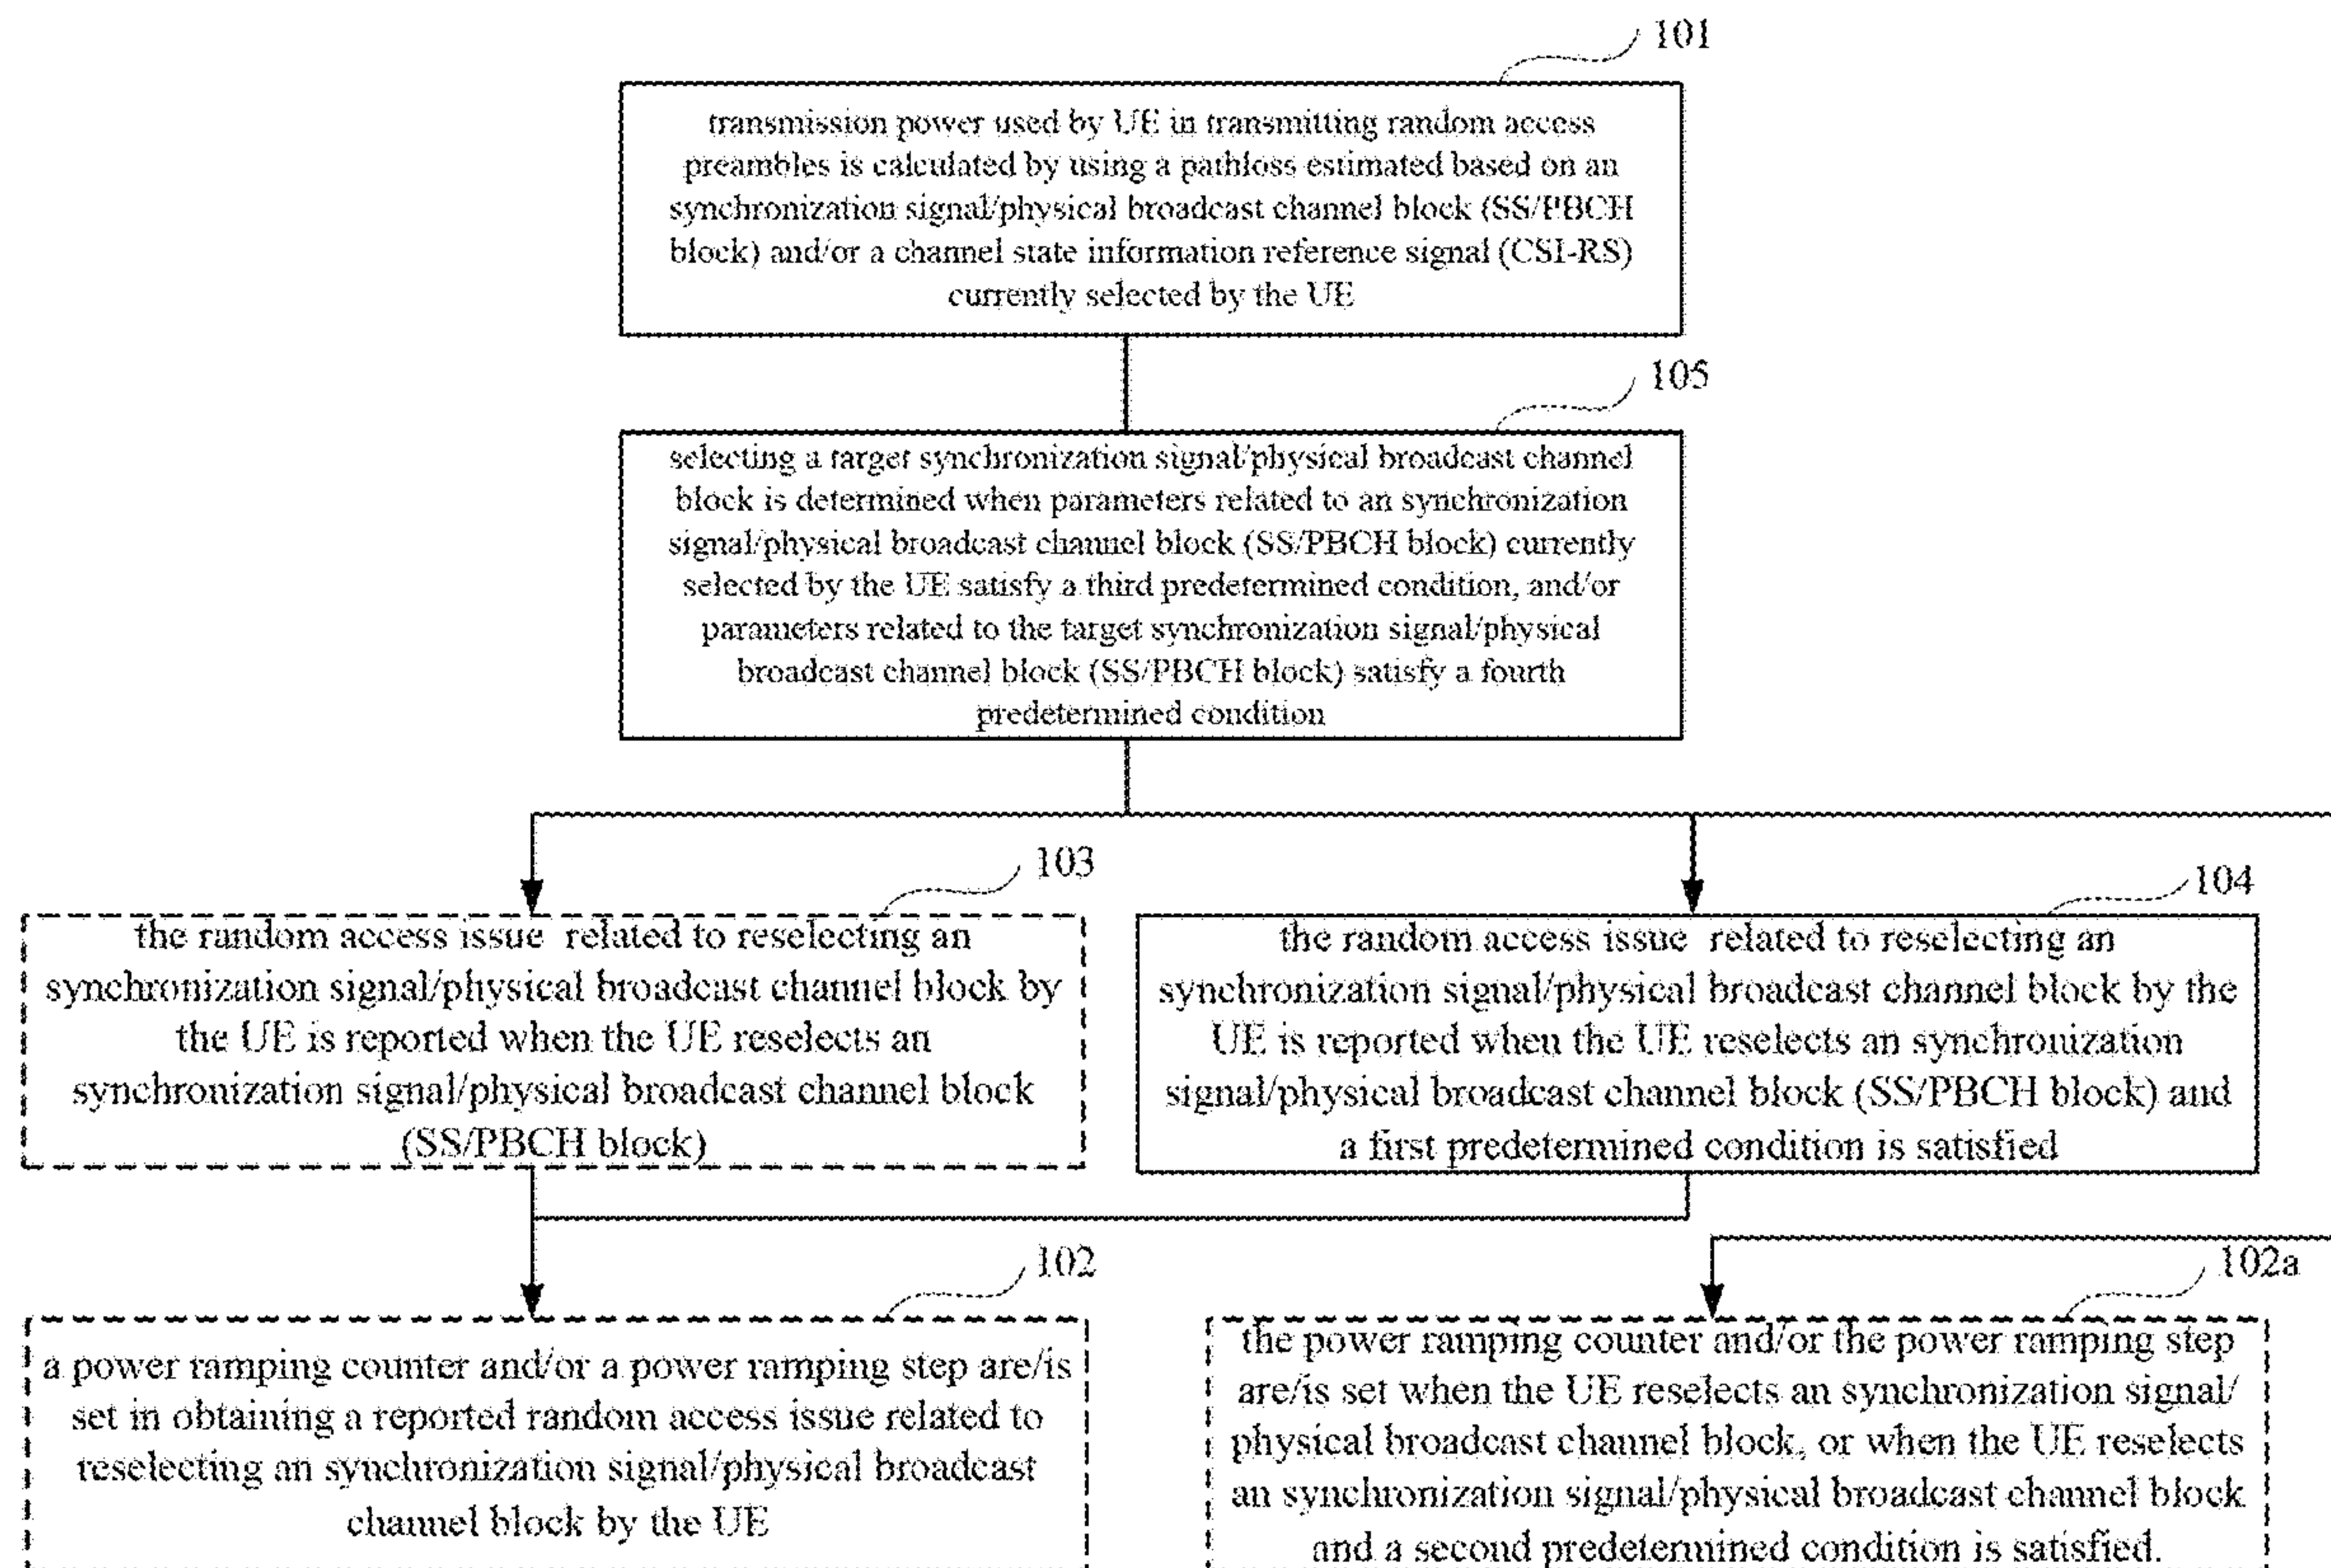 101
transmission power used by UE in transmitting random access
preambles is calculated by using a pathloss estimated based on an
synchronization signal/physical broadcast channel block (SS/PBCH
block) and/or a channel state information reference signal (CSI-RS)
currently selected by the UE
105
selecting a target synchronization signal/physical broadcast channel
block is determined when parameters related to an synchronization
signal/physical broadcast channel block (SS/PBCH block) currently
selected by the UE satisfy a third predetermined condition, and/or
parameters related to the target synchronization signal/physical
broadcast channel block (SS/PBCH block) satisfy a fourth
predetermined condition
103
the random access issue related to reselecting an
synchronization signal/physical broadcast channel block by
the UE is reported when the UE reselects an
synchronization signal/physical broadcast channel block
(SS/PBCH block)
104
the random access issue related to reselecting an
synchronization signal/physical broadcast channel block by the
UE is reported when the UE reselects an synchronization
signal/physical broadcast channel block (SS/PBCH block) and
a first predetermined condition is satisfied
102
a power ramping counter and/or a power ramping step are/is
set in obtaining a reported random access issue related to
reselecting an synchronization signal/physical broadcast
channel block by the UE
102a
the power ramping counter and/or the power ramping step
are/is set when the UE reselects an synchronization signal/
physical broadcast channel block, or when the UE reselects
an synchronization signal/physical broadcast channel block
and a second predetermined condition is satisfied.